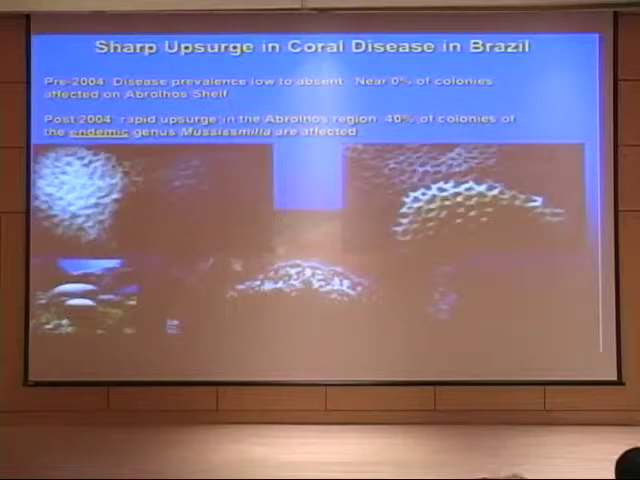 Sharp Upsurge in Coral Disease in Brazil
Pre-2004: Disease prevalence low to absent. Near 0% of colonies
affected on Abrolhos Shelf
Post 2004: rapid upsurge in the Abrolhos region. 40% of colonies of
the endemic genus Mussissmilia are affected